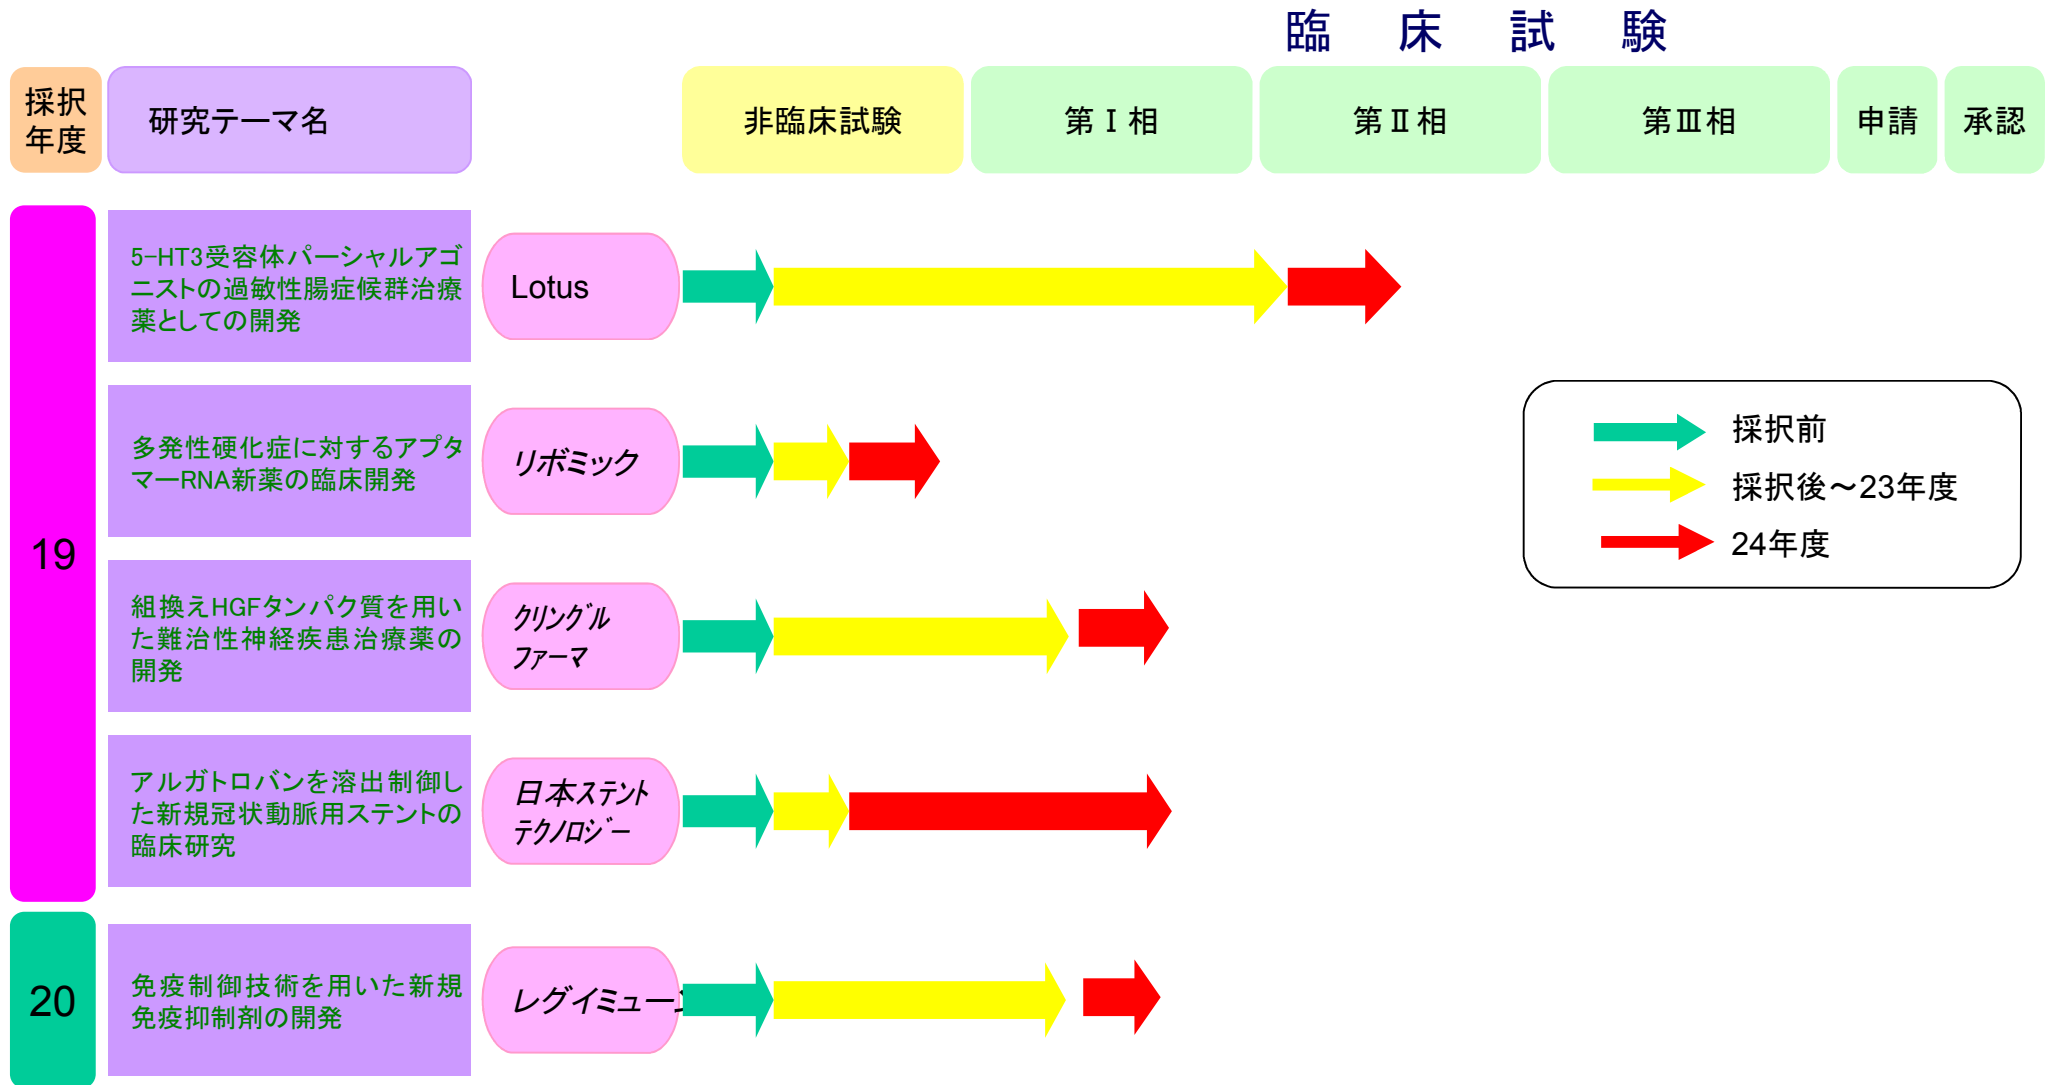 臨床試験
採択
年度
研究テーマ名
非臨床試験
第Ⅰ相
第Ⅱ相
第Ⅲ相
申請
承認
19
5-HT3受容体パーシャルアゴ
ニストの過敏性腸症候群治療
薬としての開発
Lotus
多発性硬化症に対するアプタ
マーRNA新薬の臨床開発
リボミック
採択前
採択後～23年度
24年度
組換えHGFタンパク質を用い
た難治性神経疾患治療薬の
開発
クリングル
ファーマ
アルガトロバンを溶出制御し
た新規冠状動脈用ステントの
臨床研究
日本ステント
テクノロジー
20
免疫制御技術を用いた新規
免疫抑制剤の開発
レグイミュー